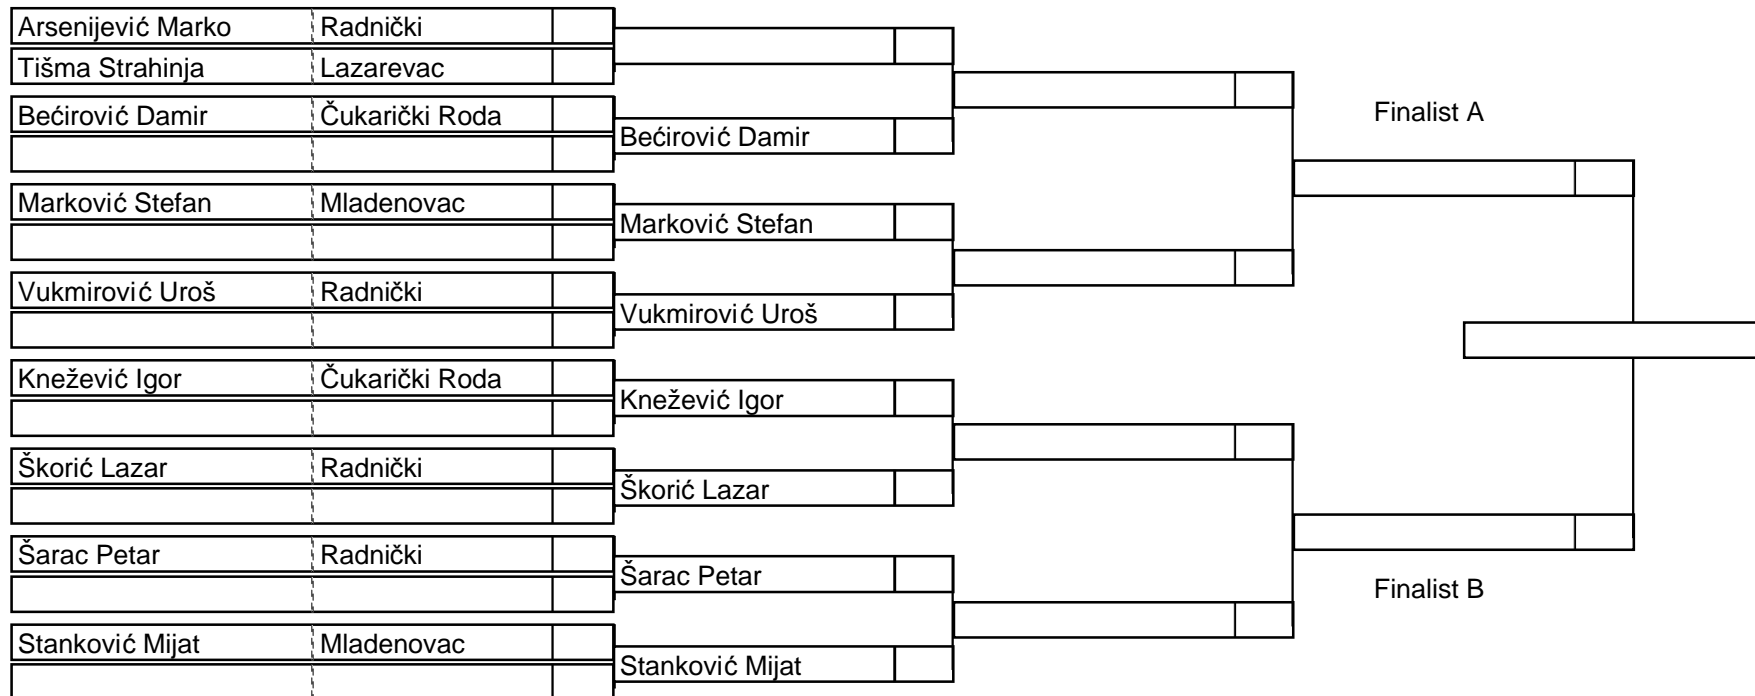 Arsenijević Marko Radnički
Tišma Strahinja Lazarevac
Bećirović Damir Čukarički Roda
Finalist A
Bećirović Damir
Marković Stefan Mladenovac
Marković Stefan
Vukmirović Uroš Radnički
Vukmirović Uroš
Knežević Igor Čukarički Roda
Knežević Igor
Škorić Lazar Radnički
Škorić Lazar
Šarac Petar Radnički
Šarac Petar
Finalist B
Stanković Mijat Mladenovac
Stanković Mijat